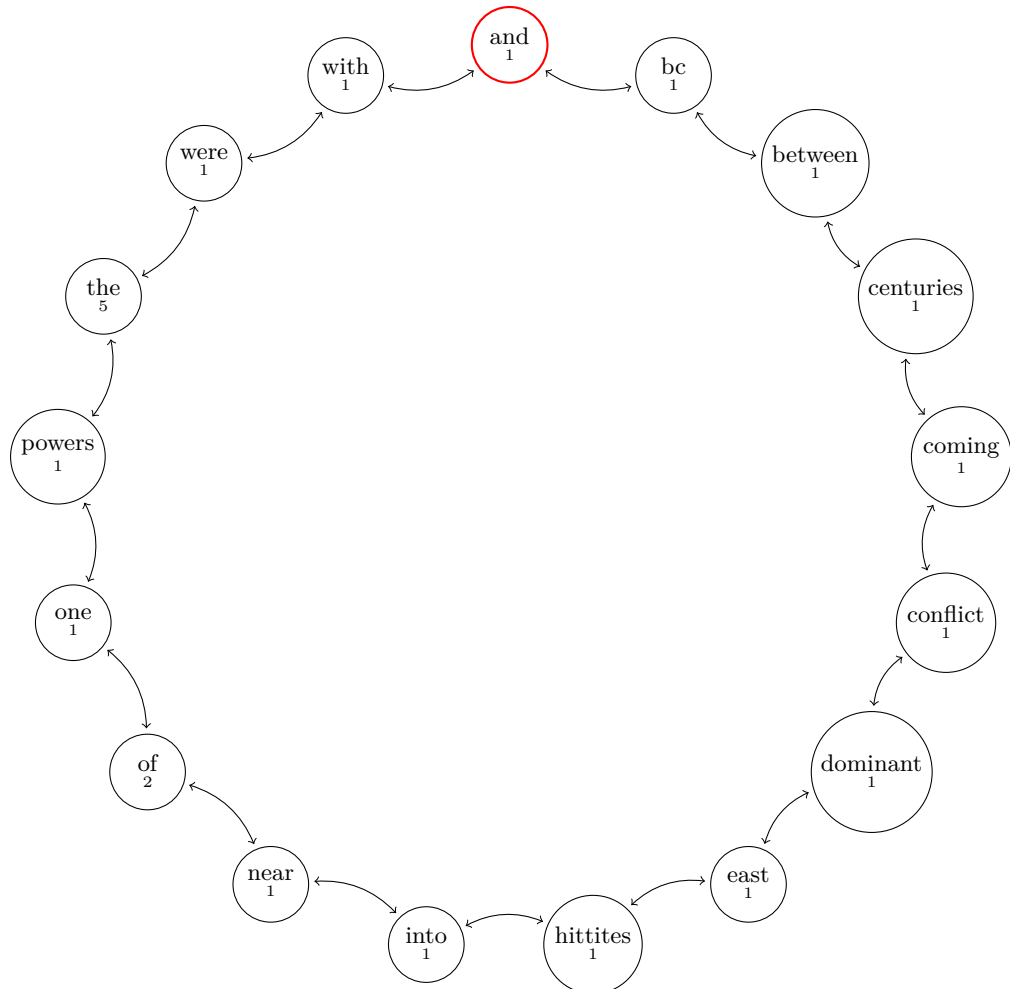 and
1
bc
1
between
1
centuries
1
coming
1
conflict
1
dominant
1
east
1
hittites
1
into
1
near
1
of
2
one
1
powers
1
the
5
were
1
with
1